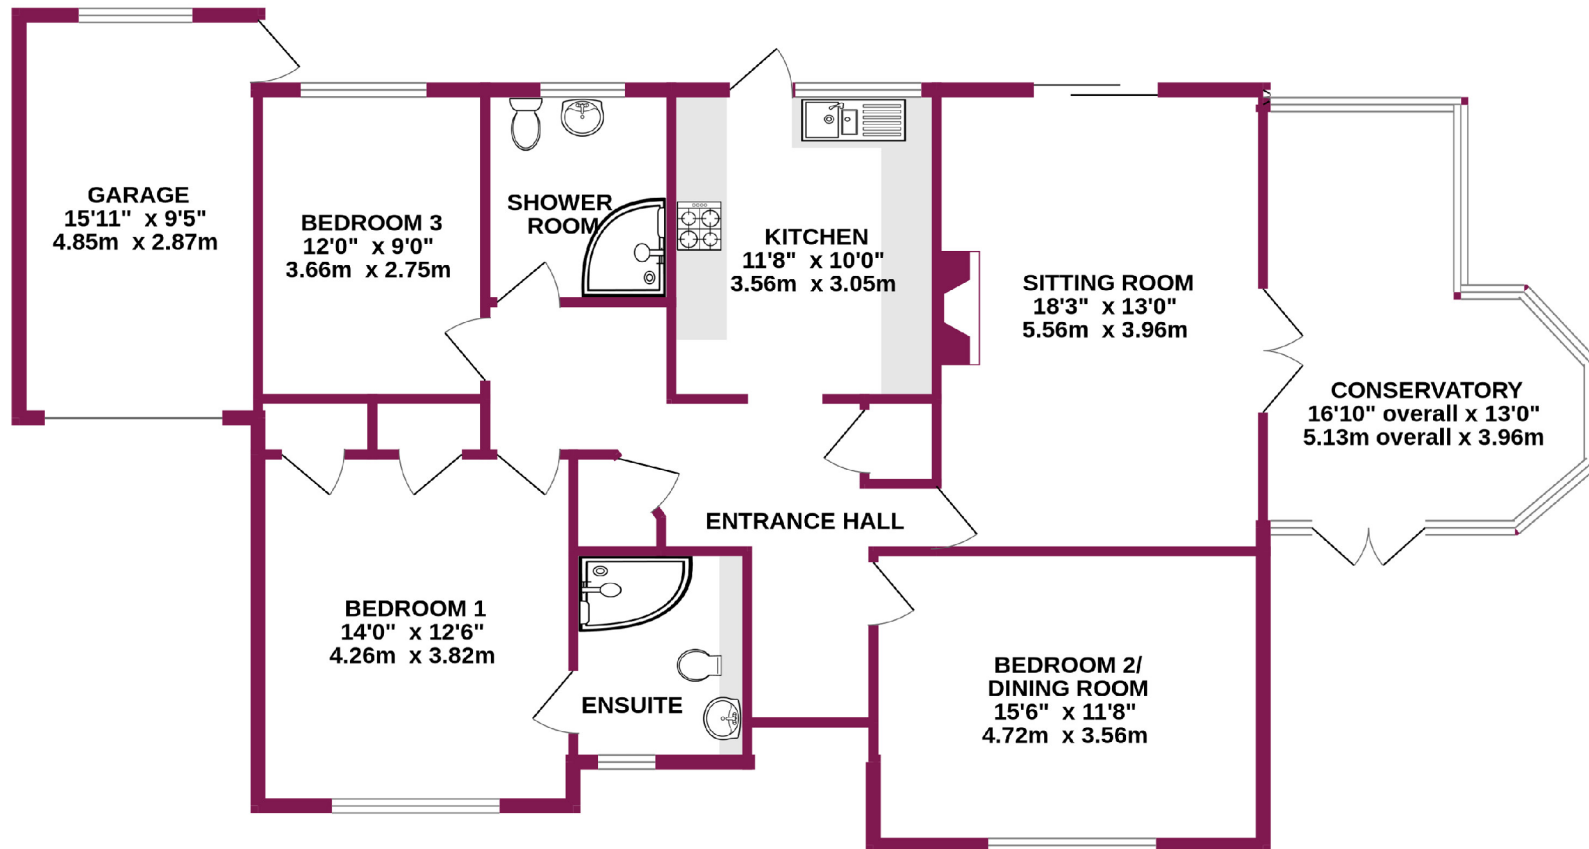 GARAGE
15'11" x 9'5"
4.85m x 2.87m
BEDROOM 3
12'0" x 9'0"
3.66m x 2.75m
SHOWER
ROOM
KITCHEN
11'8" x 10'0"
3.56m x 3.05m
SITTING ROOM
18'3" x 13'0"
5.56m x 3.96m
CONSERVATORY
16'10" overall x 13'0"
5.13m overall x 3.96m
ENTRANCE HALL
BEDROOM 1
14'0" x 12'6"
4.26m x 3.82m
ENSUITE
BEDROOM 2/
DINING ROOM
15'6" x 11'8"
4.72m x 3.56m